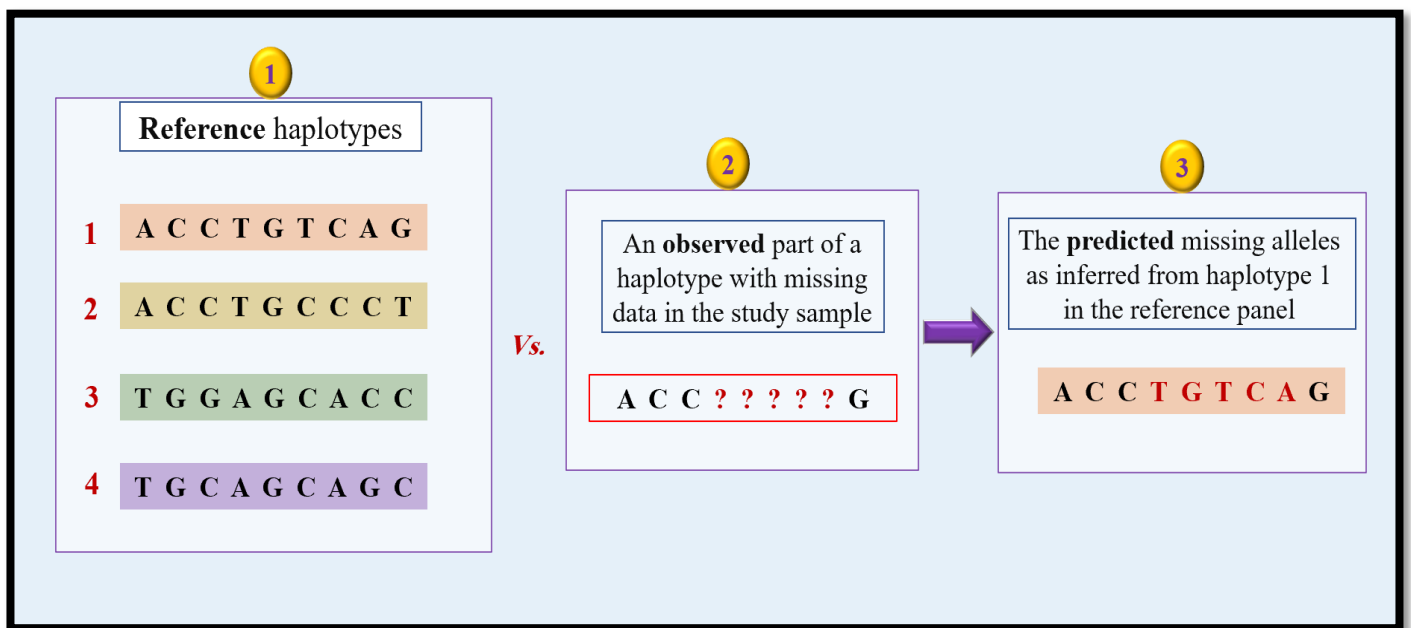 1
Reference haplotypes
1 A C C T G T C A G
2 A C C T G C C C T
3 T G G A G C A C C
4 T G C A G C A G C
Vs.
2
An observed part of a
haplotype with missing
data in the study sample
A C C ? ? ? ? ? G
3
The predicted missing alleles
as inferred from haplotype 1
in the reference panel
A C C T G T C A G